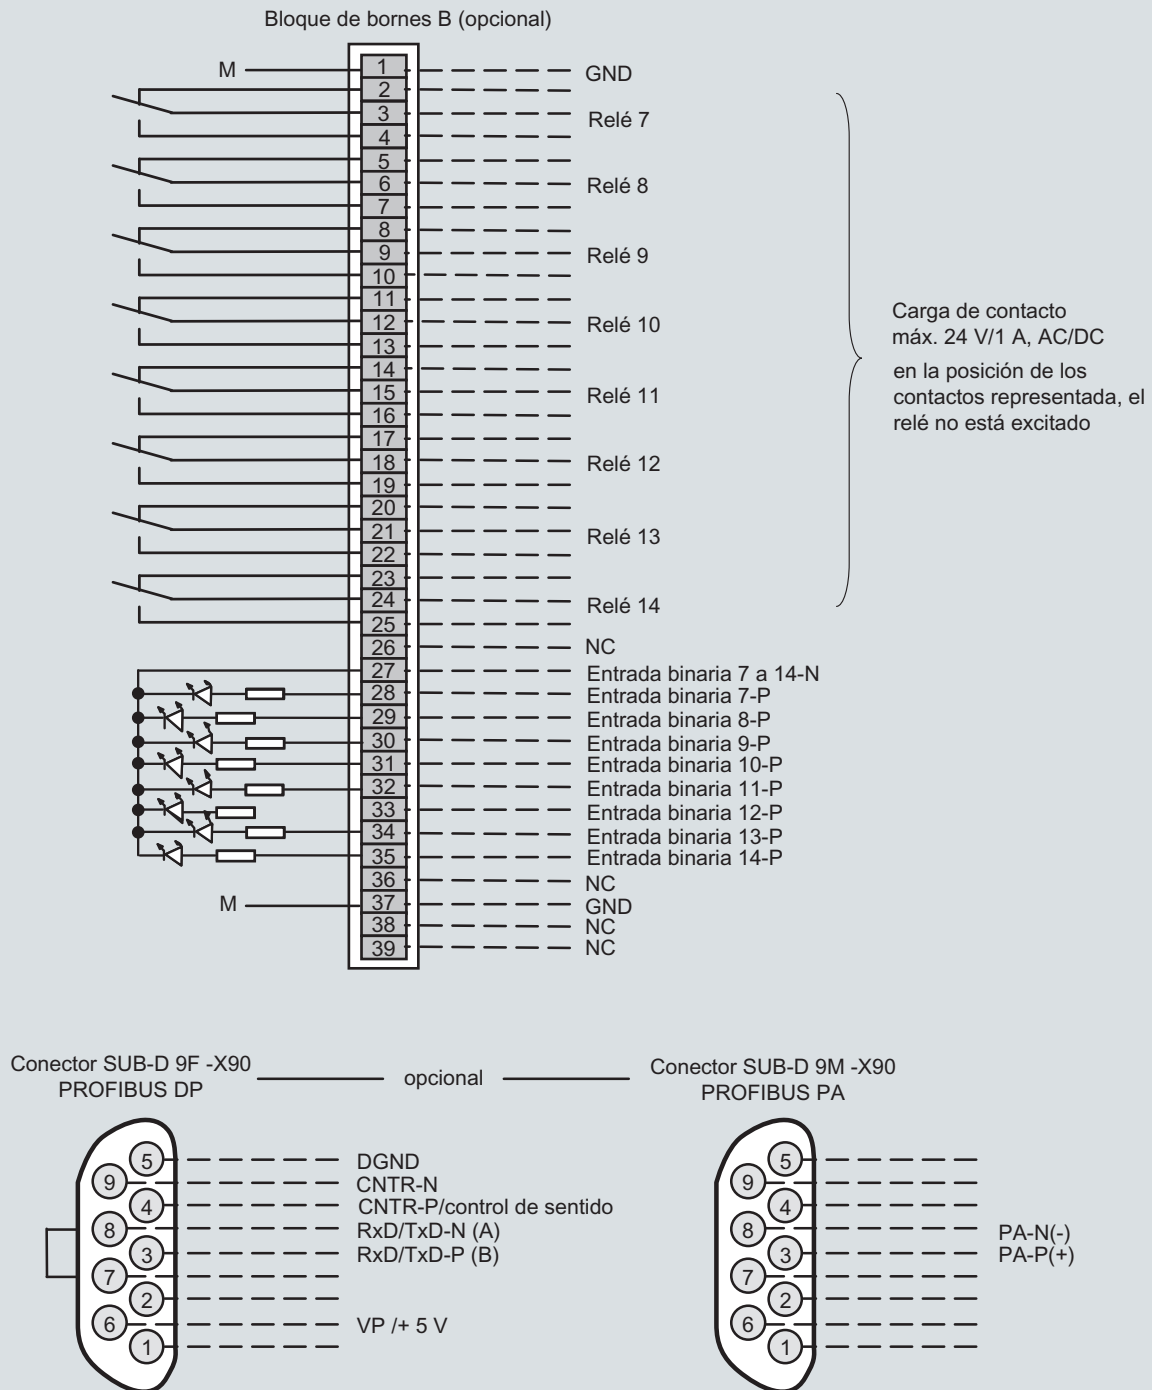 Bloque de bornes B (opcional)
M 1 GND
2
3 Relé 7
4
5
6 Relé 8
7
8
9 Relé 9
10
11
12 Relé 10
13
14
15 Relé 11
16
17
18 Relé 12
19
20
21 Relé 13
22
23
24 Relé 14
25
Carga de contacto
máx. 24 V/1 A, AC/DC
en la posición de los
contactos representada, el
relé no está excitado
26 NC
27 Entrada binaria 7 a 14-N
28 Entrada binaria 7-P
29 Entrada binaria 8-P
30 Entrada binaria 9-P
31 Entrada binaria 10-P
32 Entrada binaria 11-P
33 Entrada binaria 12-P
34 Entrada binaria 13-P
35 Entrada binaria 14-P
36 NC
M 37 GND
38 NC
39 NC
Conector SUB-D 9F -X90
PROFIBUS DP
opcional
Conector SUB-D 9M -X90
PROFIBUS PA
5 DGND
9 CNTR-N
4 CNTR-P/control de sentido
8 RxD/TxD-N (A)
3 RxD/TxD-P (B)
7
2
6 VP /+ 5 V
1
5
9
4
8 PA-N(-)
3 PA-P(+)
7
2
6
1